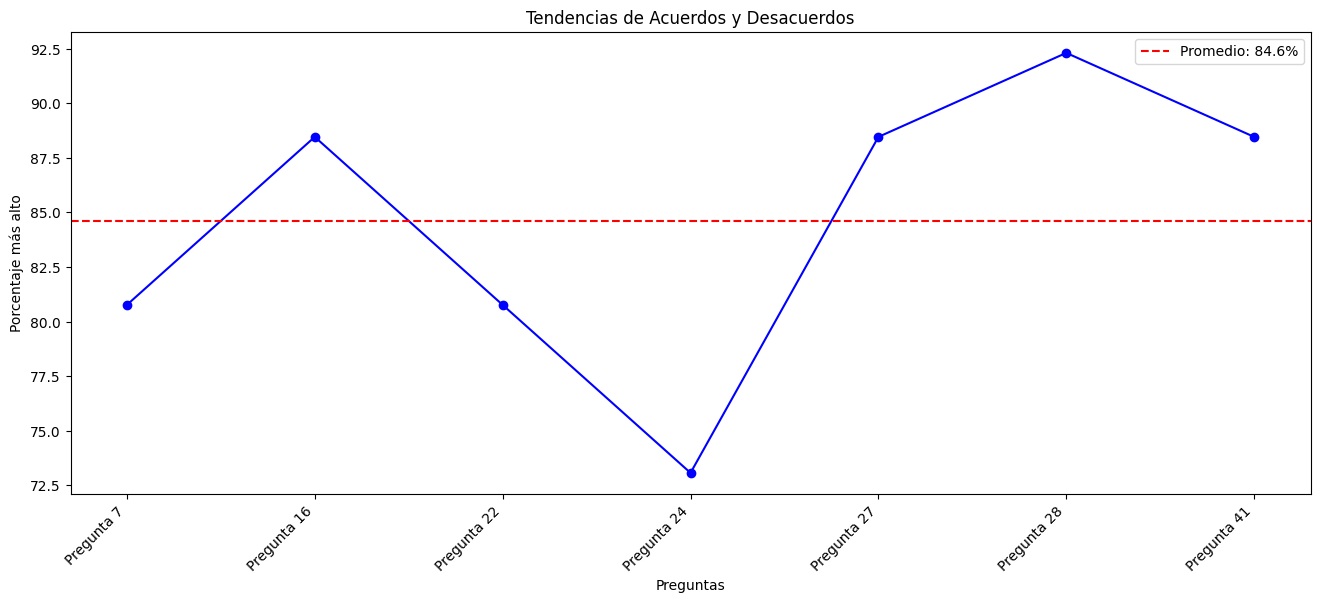 Tendencias de Acuerdos y Desacuerdos
Promedio: 84.6%
Porcentaje más alto
92.5
90.0
87.5
85.0
82.5
80.0
77.5
75.0
72.5
Pregunta 7
Pregunta 16
Pregunta 22
Pregunta 24
Pregunta 27
Pregunta 28
Pregunta 41
Preguntas